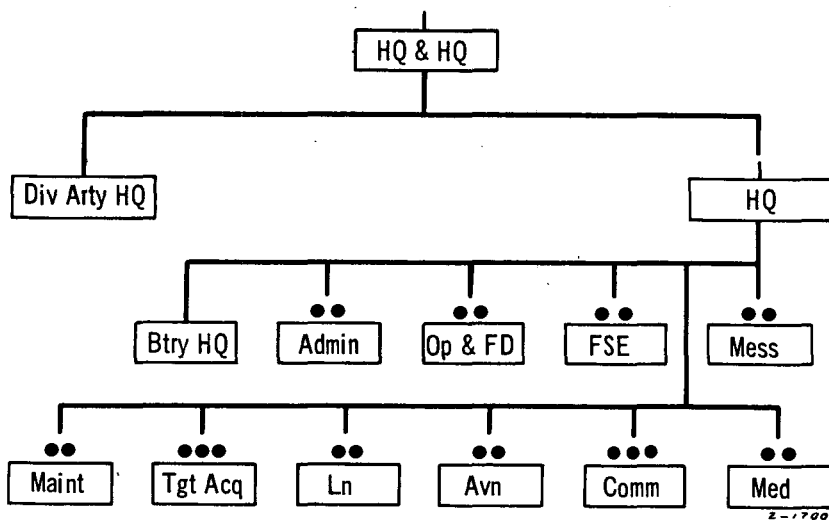 HQ & HQ
Div Arty HQ
HQ
Btry HQ
Admin
Op & FD
FSE
Mess
Maint
Tgt Acq
Ln
Avn
Comm
Med
2-1700